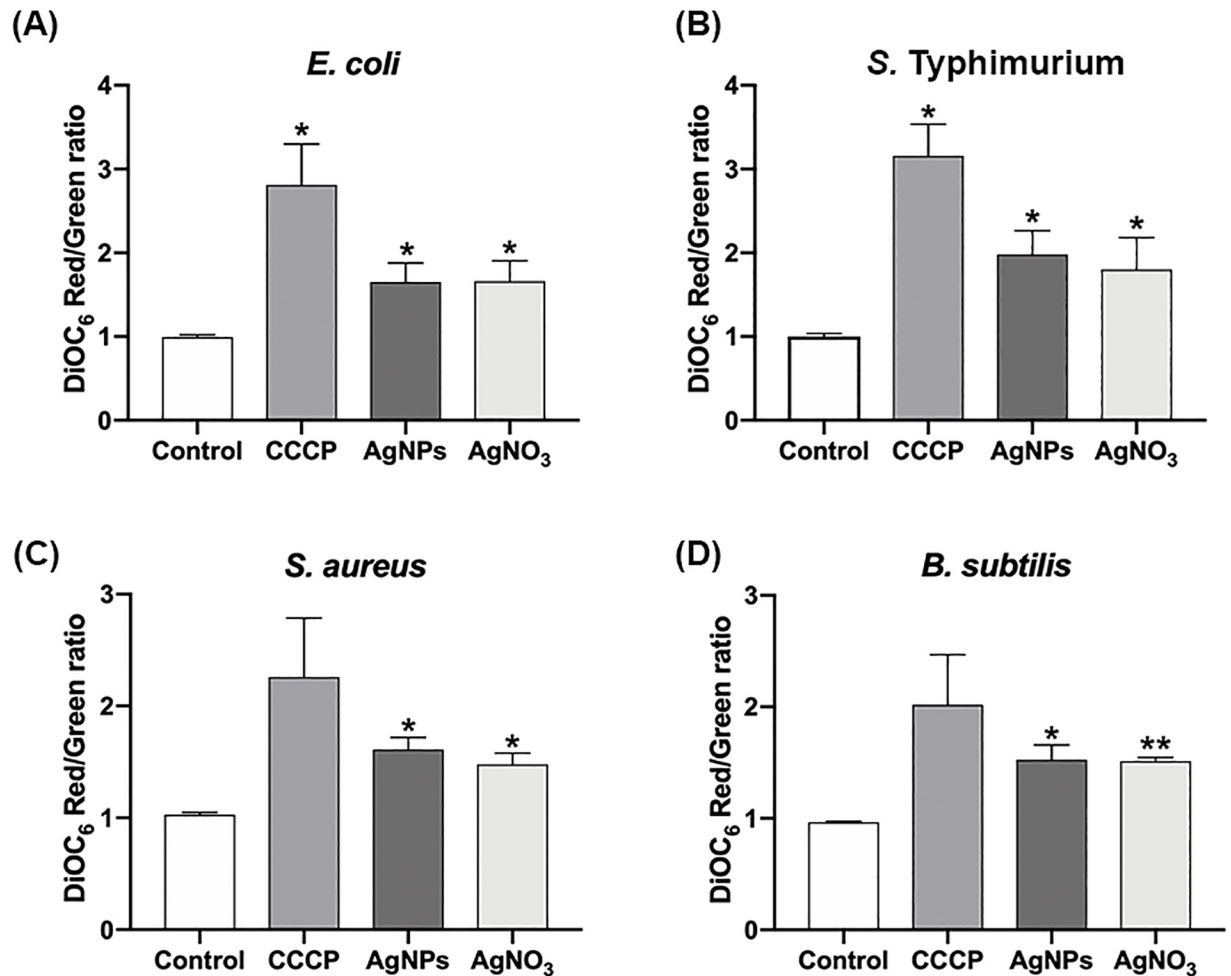 (A)
E. coli
DiOC₆ Red/Green ratio
4
3
2
1
0
*
*
*
Control CCCP AgNPs AgNO₃
(B)
S. Typhimurium
DiOC₆ Red/Green ratio
4
3
2
1
0
*
*
*
Control CCCP AgNPs AgNO₃
(C)
S. aureus
DiOC₆ Red/Green ratio
3
2
1
0
*
*
Control CCCP AgNPs AgNO₃
(D)
B. subtilis
DiOC₆ Red/Green ratio
3
2
1
0
*
**
Control CCCP AgNPs AgNO₃